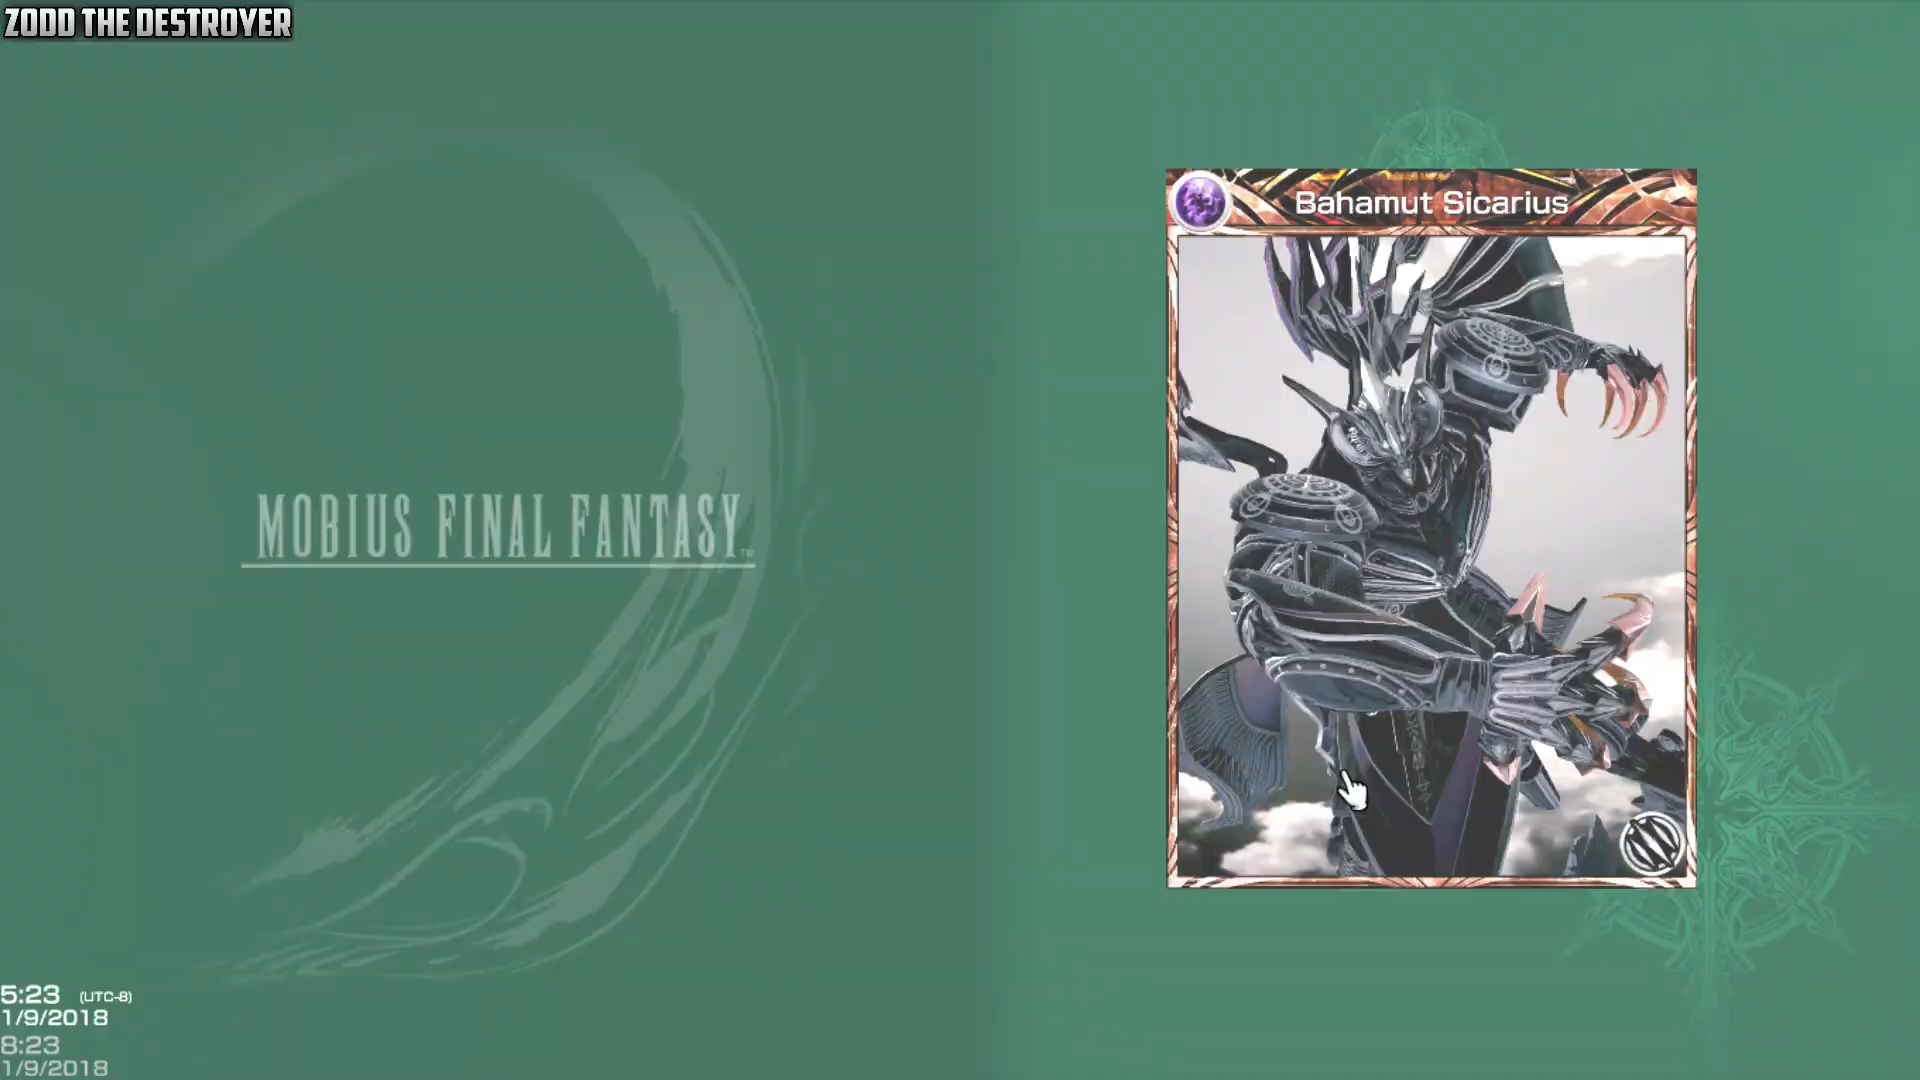 ZODD THE DESTROYER
Bahamut Sicarius
MOBIUS FINAL FANTASY™
5:23 (UTC-8)
1/9/2018
8:23
1/9/2018